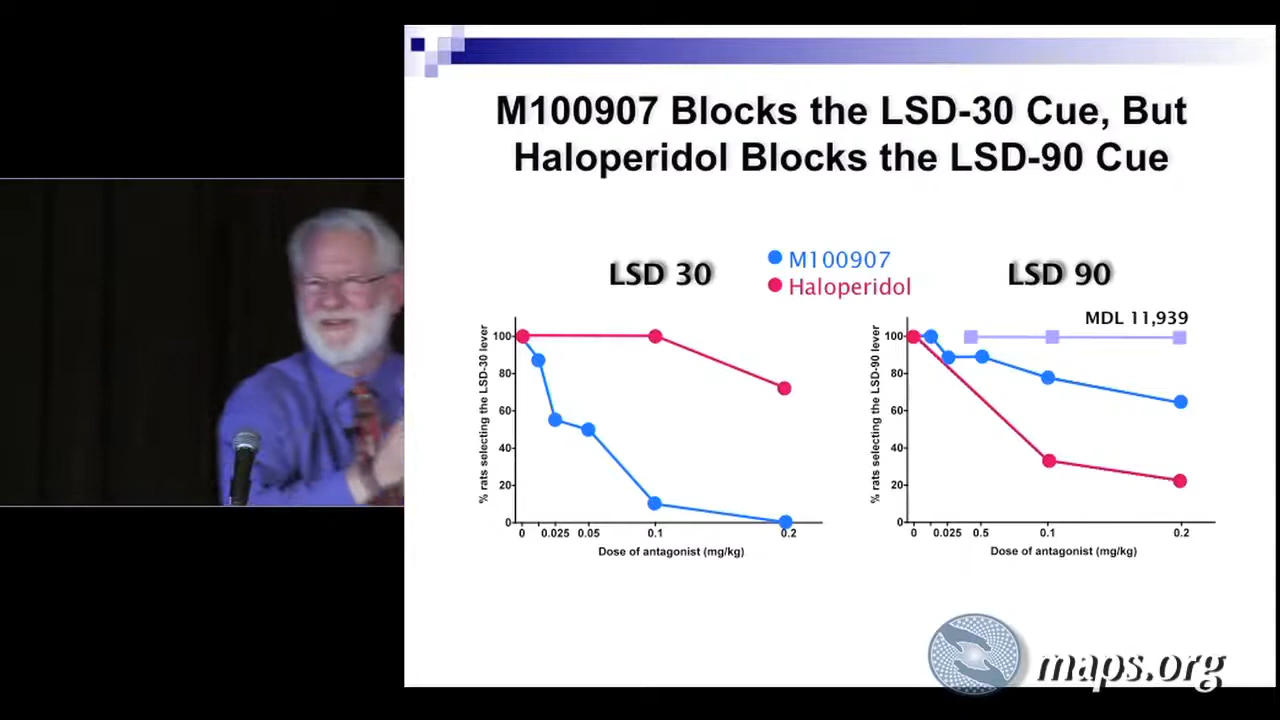 M100907 Blocks the LSD-30 Cue, But
Haloperidol Blocks the LSD-90 Cue
LSD 30
M100907
Haloperidol
LSD 90
% rats selecting the LSD-30 lever
100
80
60
40
20
0
0 0.025 0.05 0.1 0.2
Dose of antagonist (mg/kg)
MDL 11,939
% rats selecting the LSD-90 lever
100
80
60
40
20
0
0 0.025 0.5 0.1 0.2
Dose of antagonist (mg/kg)
maps.org